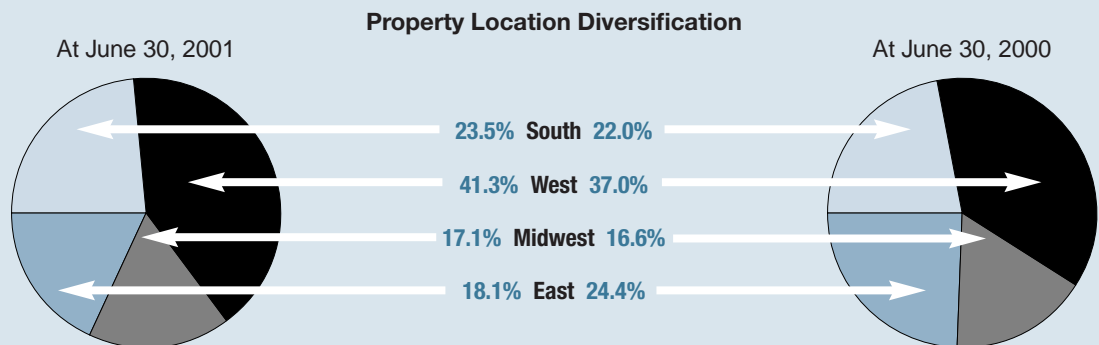 Property Location Diversification
At June 30, 2001
At June 30, 2000
23.5% South 22.0%
41.3% West 37.0%
17.1% Midwest 16.6%
18.1% East 24.4%